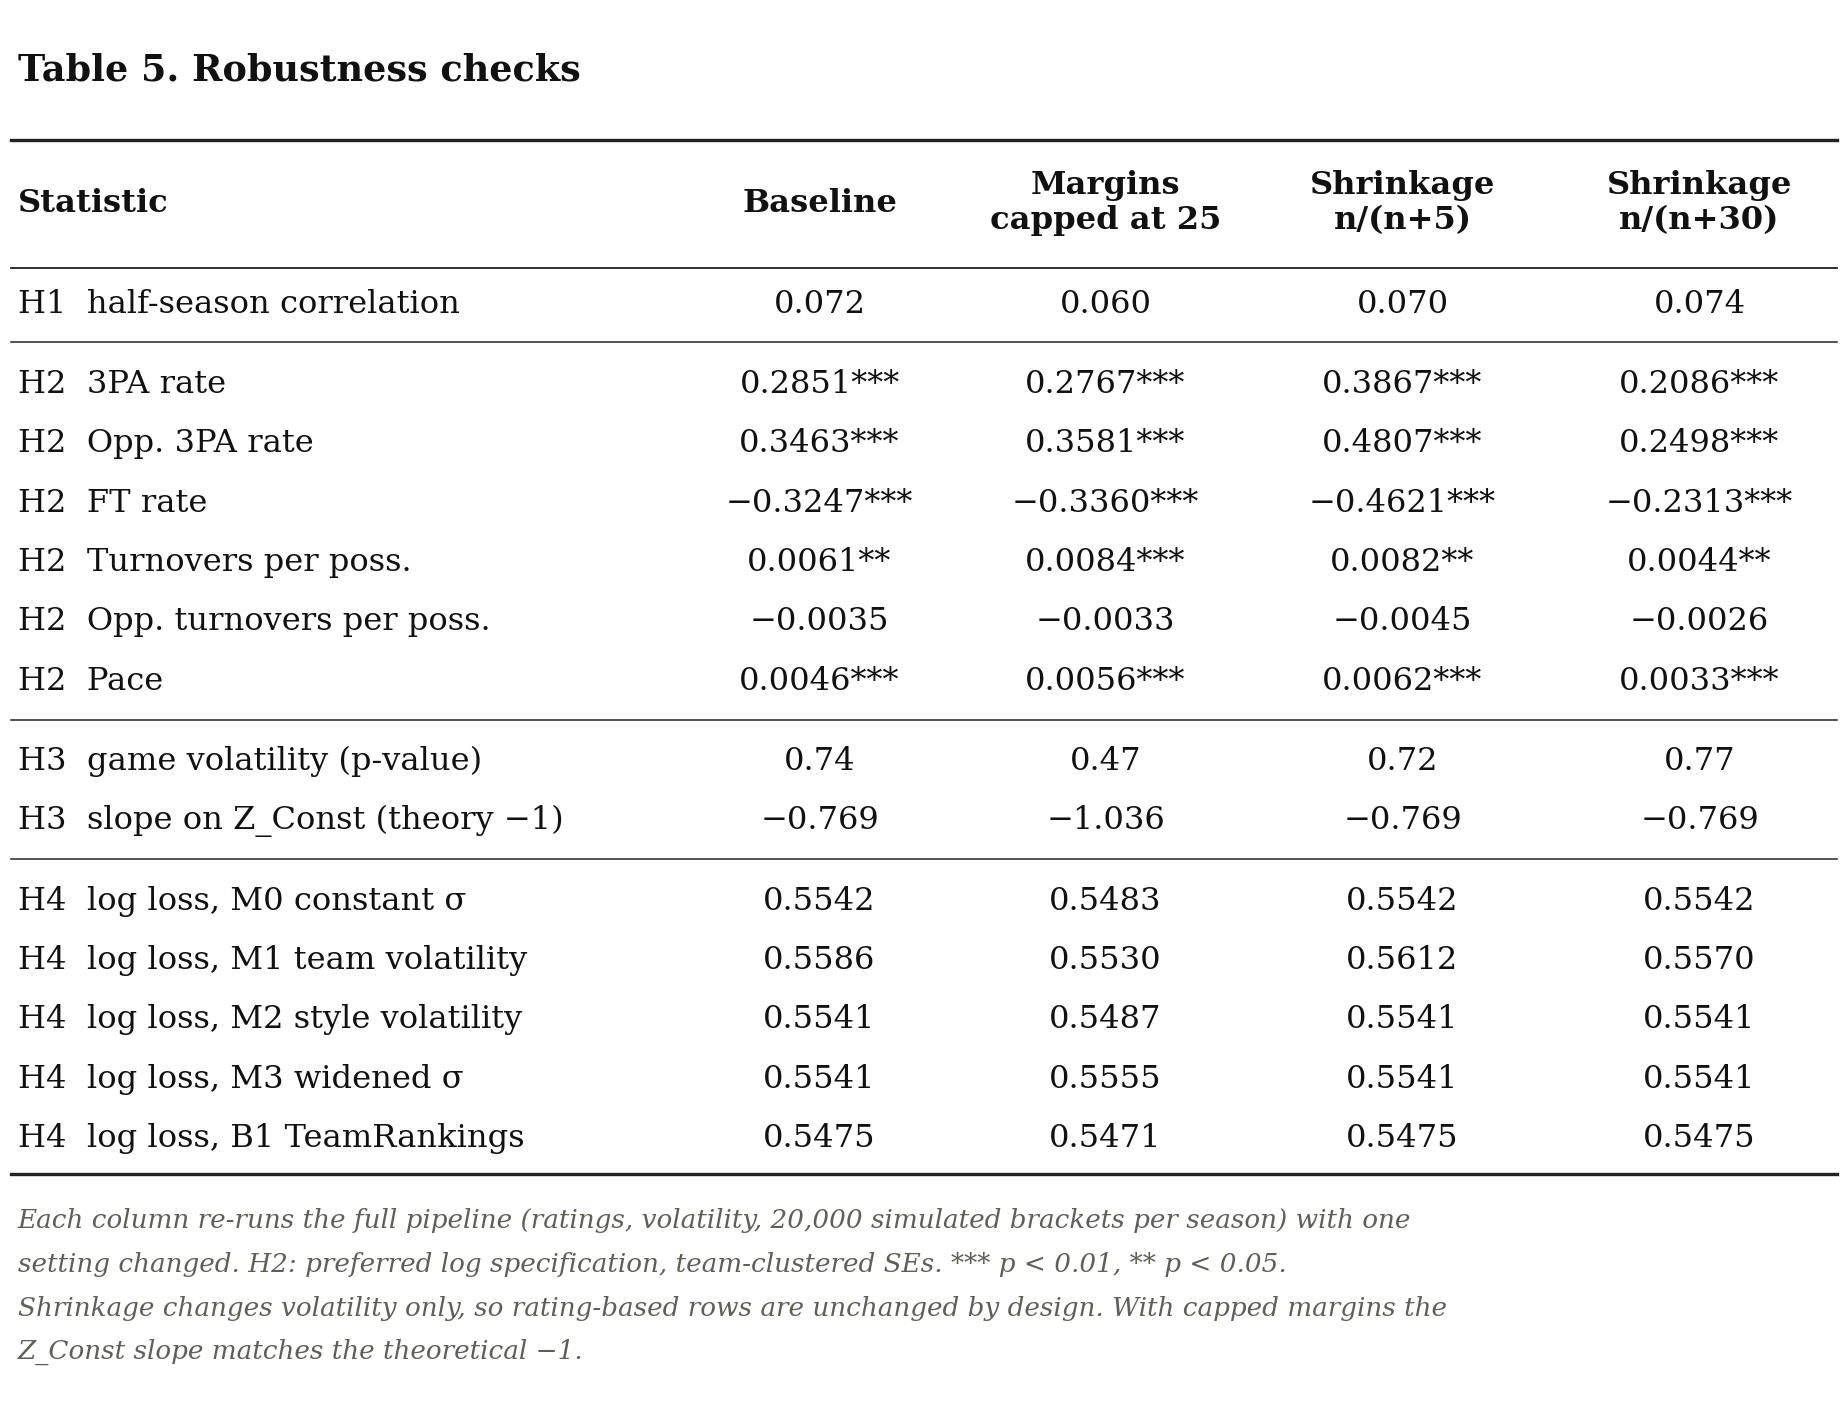 Table 5. Robustness checks
Statistic Baseline Margins capped at 25 Shrinkage n/(n+5) Shrinkage n/(n+30)
H1 half-season correlation 0.072 0.060 0.070 0.074
H2 3PA rate 0.2851*** 0.2767*** 0.3867*** 0.2086***
H2 Opp. 3PA rate 0.3463*** 0.3581*** 0.4807*** 0.2498***
H2 FT rate −0.3247*** −0.3360*** −0.4621*** −0.2313***
H2 Turnovers per poss. 0.0061** 0.0084*** 0.0082** 0.0044**
H2 Opp. turnovers per poss. −0.0035 −0.0033 −0.0045 −0.0026
H2 Pace 0.0046*** 0.0056*** 0.0062*** 0.0033***
H3 game volatility (p-value) 0.74 0.47 0.72 0.77
H3 slope on Z_Const (theory −1) −0.769 −1.036 −0.769 −0.769
H4 log loss, M0 constant σ 0.5542 0.5483 0.5542 0.5542
H4 log loss, M1 team volatility 0.5586 0.5530 0.5612 0.5570
H4 log loss, M2 style volatility 0.5541 0.5487 0.5541 0.5541
H4 log loss, M3 widened σ 0.5541 0.5555 0.5541 0.5541
H4 log loss, B1 TeamRankings 0.5475 0.5471 0.5475 0.5475
Each column re-runs the full pipeline (ratings, volatility, 20,000 simulated brackets per season) with one
setting changed. H2: preferred log specification, team-clustered SEs. *** p < 0.01, ** p < 0.05.
Shrinkage changes volatility only, so rating-based rows are unchanged by design. With capped margins the
Z_Const slope matches the theoretical −1.